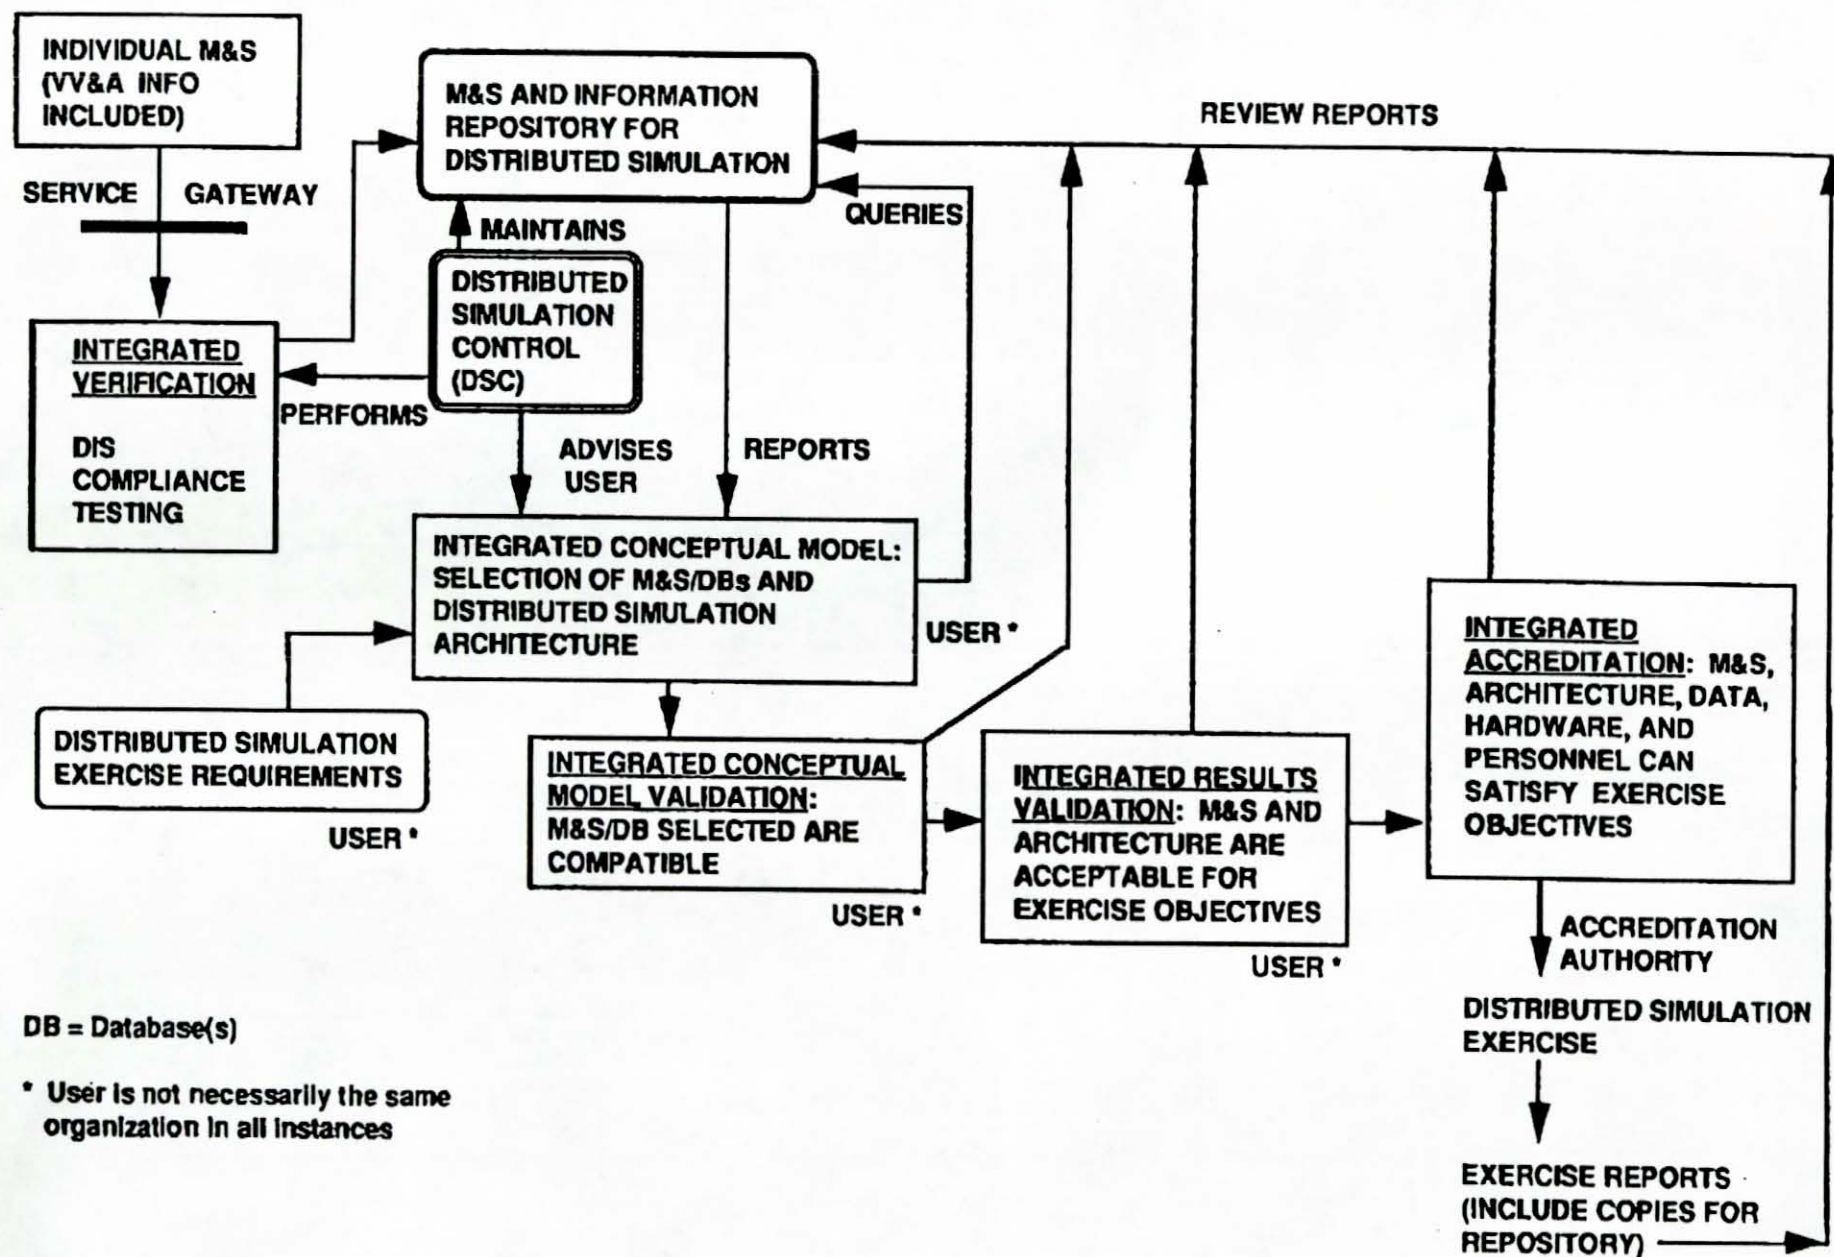 INDIVIDUAL M&S
(VV&A INFO
INCLUDED)
SERVICE GATEWAY
M&S AND INFORMATION
REPOSITORY FOR
DISTRIBUTED SIMULATION
REVIEW REPORTS
QUERIES
MAINTAINS
DISTRIBUTED
SIMULATION
CONTROL
(DSC)
INTEGRATED
VERIFICATION
DIS
COMPLIANCE
TESTING
PERFORMS
ADVISES
USER
REPORTS
INTEGRATED CONCEPTUAL MODEL:
SELECTION OF M&S/DBs AND
DISTRIBUTED SIMULATION
ARCHITECTURE
USER *
DISTRIBUTED SIMULATION
EXERCISE REQUIREMENTS
USER *
INTEGRATED CONCEPTUAL
MODEL VALIDATION:
M&S/DB SELECTED ARE
COMPATIBLE
USER *
INTEGRATED RESULTS
VALIDATION: M&S AND
ARCHITECTURE ARE
ACCEPTABLE FOR
EXERCISE OBJECTIVES
USER *
INTEGRATED
ACCREDITATION: M&S,
ARCHITECTURE, DATA,
HARDWARE, AND
PERSONNEL CAN
SATISFY EXERCISE
OBJECTIVES
ACCREDITATION
AUTHORITY
DISTRIBUTED SIMULATION
EXERCISE
EXERCISE REPORTS
(INCLUDE COPIES FOR
REPOSITORY)
DB = Database(s)
* User is not necessarily the same
organization in all instances